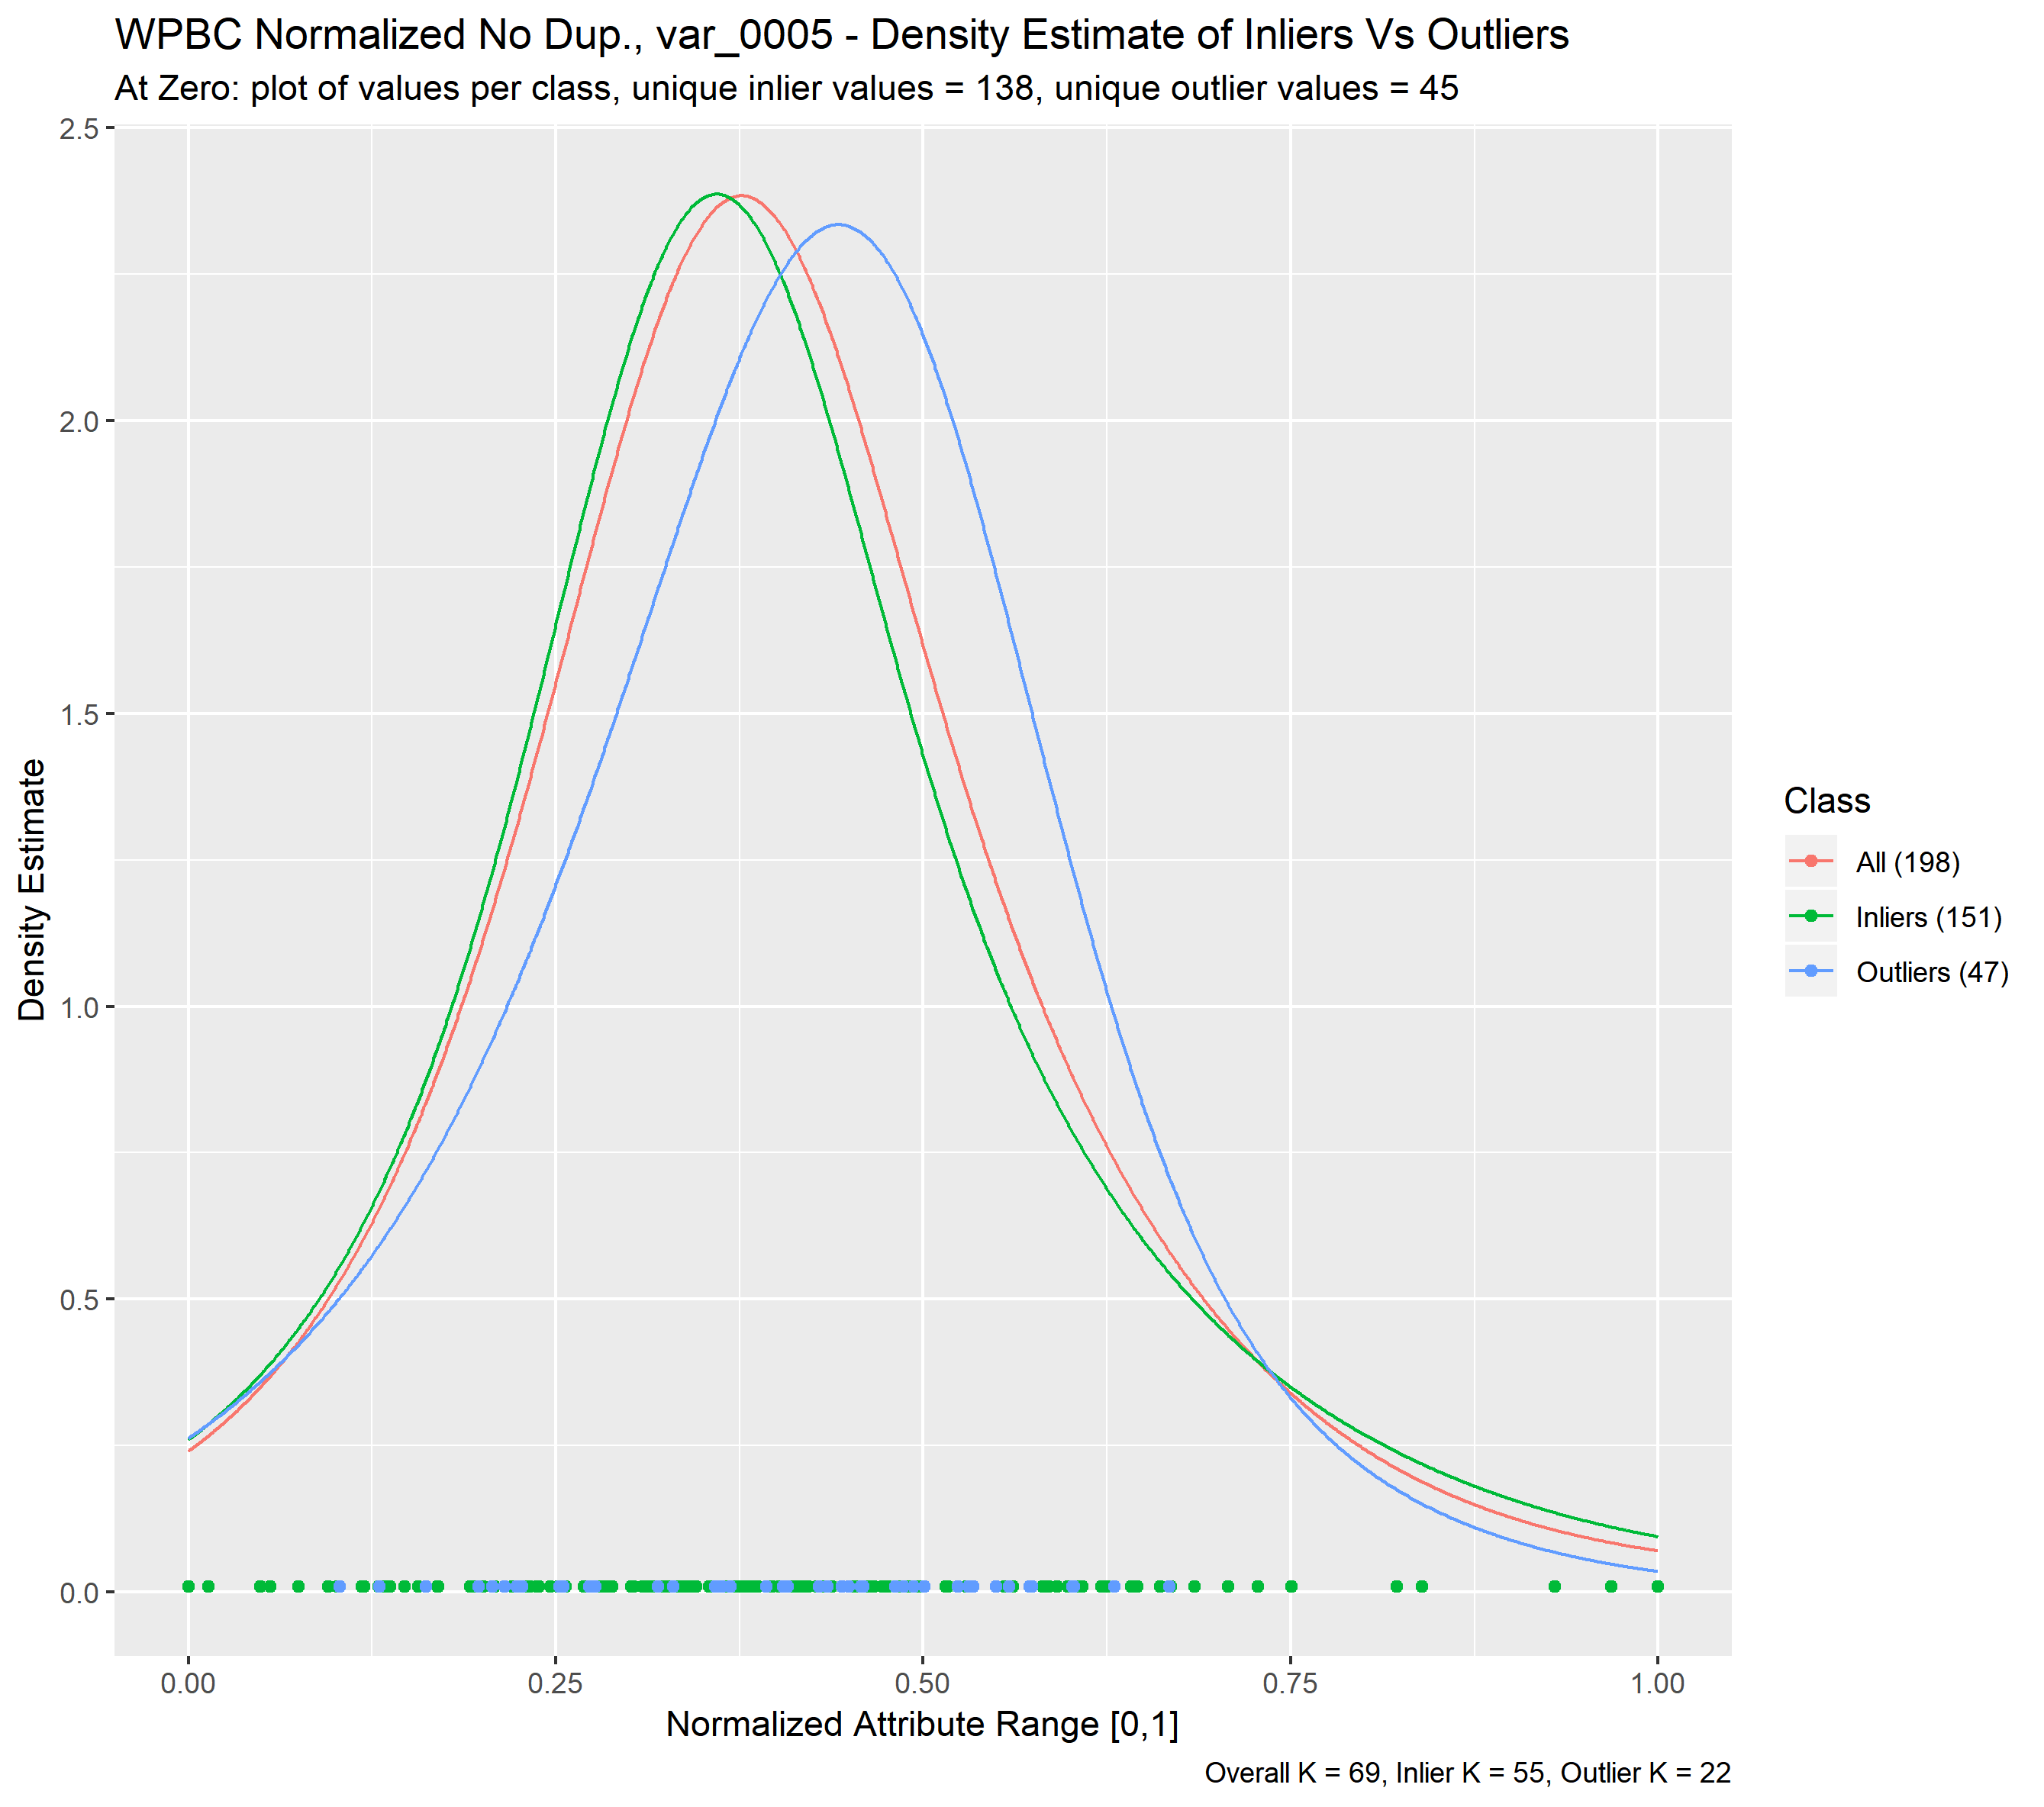 WPBC Normalized No Dup., var_0005 - Density Estimate of Inliers Vs Outliers
At Zero: plot of values per class, unique inlier values = 138, unique outlier values = 45
2.5
2.0
1.5
1.0
0.5
0.0
Density Estimate
0.00
0.25
0.50
0.75
1.00
Normalized Attribute Range [0,1]
Class
All (198)
Inliers (151)
Outliers (47)
Overall K = 69, Inlier K = 55, Outlier K = 22